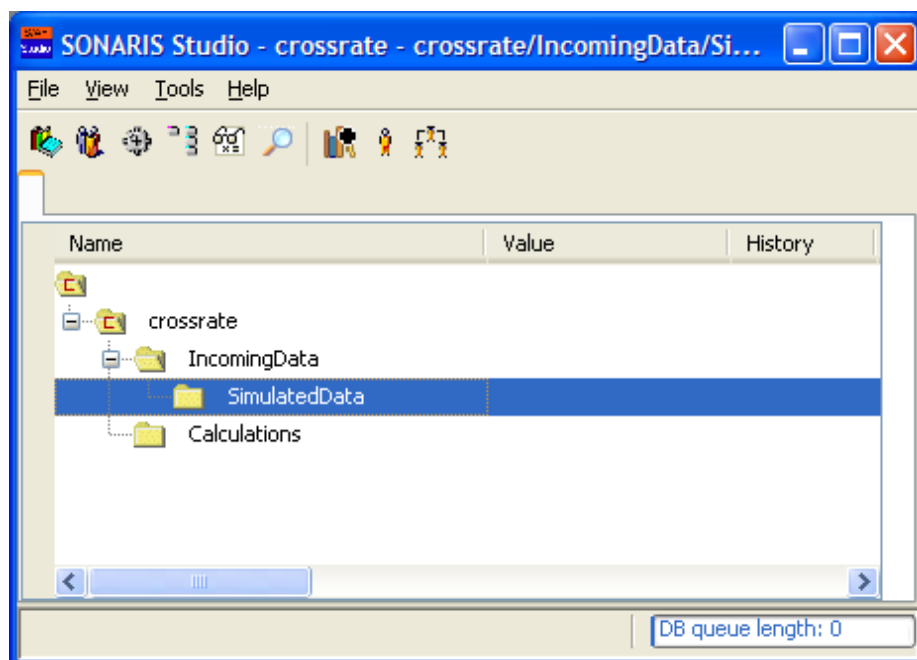 SONARIS Studio - crossrate - crossrate/IncomingData/Si...
File View Tools Help
Name Value History
crossrate
IncomingData
SimulatedData
Calculations
DB queue length: 0